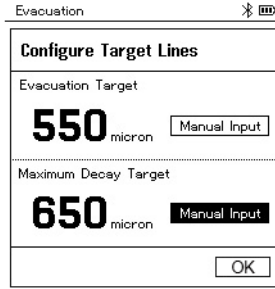 Evacuation
Configure Target Lines
Evacuation Target
550 micron Manual Input
Maximum Decay Target
650 micron Manual Input
OK